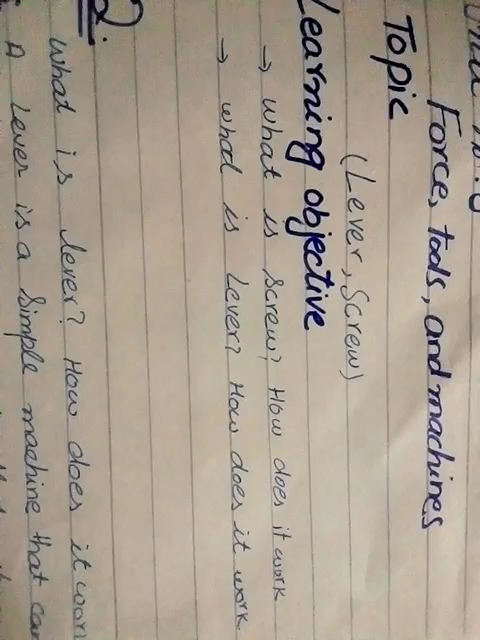 Force, tools, and machines
Topic
(Lever, Screw)
Learning objective
→ what is Screw? How does it work
→ what is Lever? How does it work
Q:
what is lever? How does it work
A Lever is a Simple machine that can